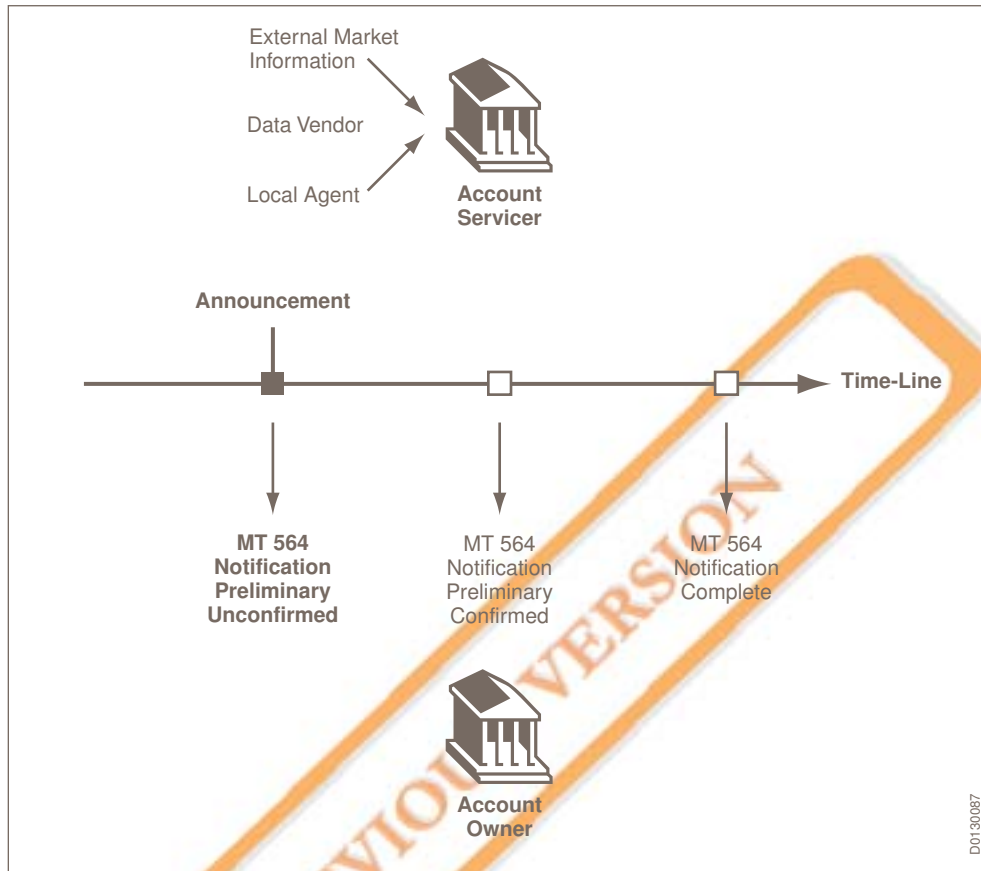 External Market
Information
Data Vendor
Local Agent
Account
Servicer
Announcement
Time-Line
MT 564
Notification
Preliminary
Unconfirmed
MT 564
Notification
Preliminary
Confirmed
MT 564
Notification
Complete
Account
Owner
VERSION
D0130087